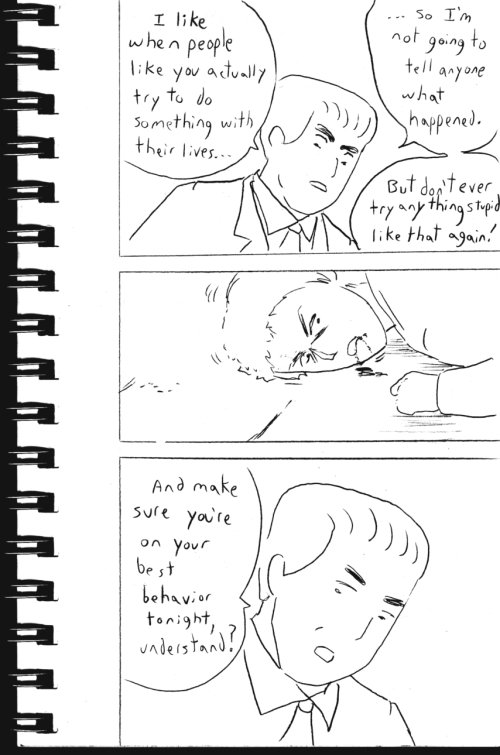 I like
when people
like you actually
try to do
something with
their lives...
... So I'm
not going to
tell anyone
what
happened.
But don't ever
try anything stupid
like that again!
And make
sure you're
on your
best
behavior
tonight,
understand?